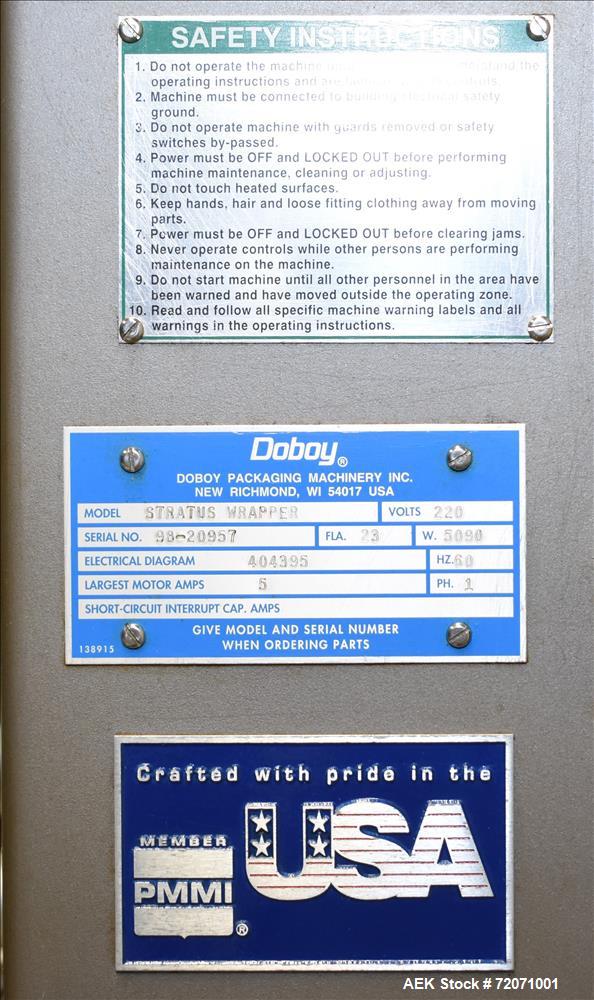 SAFETY INSTRUCTIONS
1. Do not operate the machine understand the
operating instructions and are
2. Machine must be connected to building electrical safety
ground.
3. Do not operate machine with guards removed or safety
switches by-passed.
4. Power must be OFF and LOCKED OUT before performing
machine maintenance, cleaning or adjusting.
5. Do not touch heated surfaces.
6. Keep hands, hair and loose fitting clothing away from moving
parts.
7. Power must be OFF and LOCKED OUT before clearing jams.
8. Never operate controls while other persons are performing
maintenance on the machine.
9. Do not start machine until all other personnel in the area have
been warned and have moved outside the operating zone.
10. Read and follow all specific machine warning labels and all
warnings in the operating instructions.
Doboy®
DOBOY PACKAGING MACHINERY INC.
NEW RICHMOND, WI 54017 USA
MODEL STRATUS WRAPPER VOLTS 220
SERIAL NO. 98-20957 FLA. 23 W. 5090
ELECTRICAL DIAGRAM 404395 HZ. 60
LARGEST MOTOR AMPS 5 PH. 1
SHORT-CIRCUIT INTERRUPT CAP. AMPS
GIVE MODEL AND SERIAL NUMBER
WHEN ORDERING PARTS
138915
Crafted with pride in the
USA
MEMBER
PMMI®
AEK Stock # 72071001